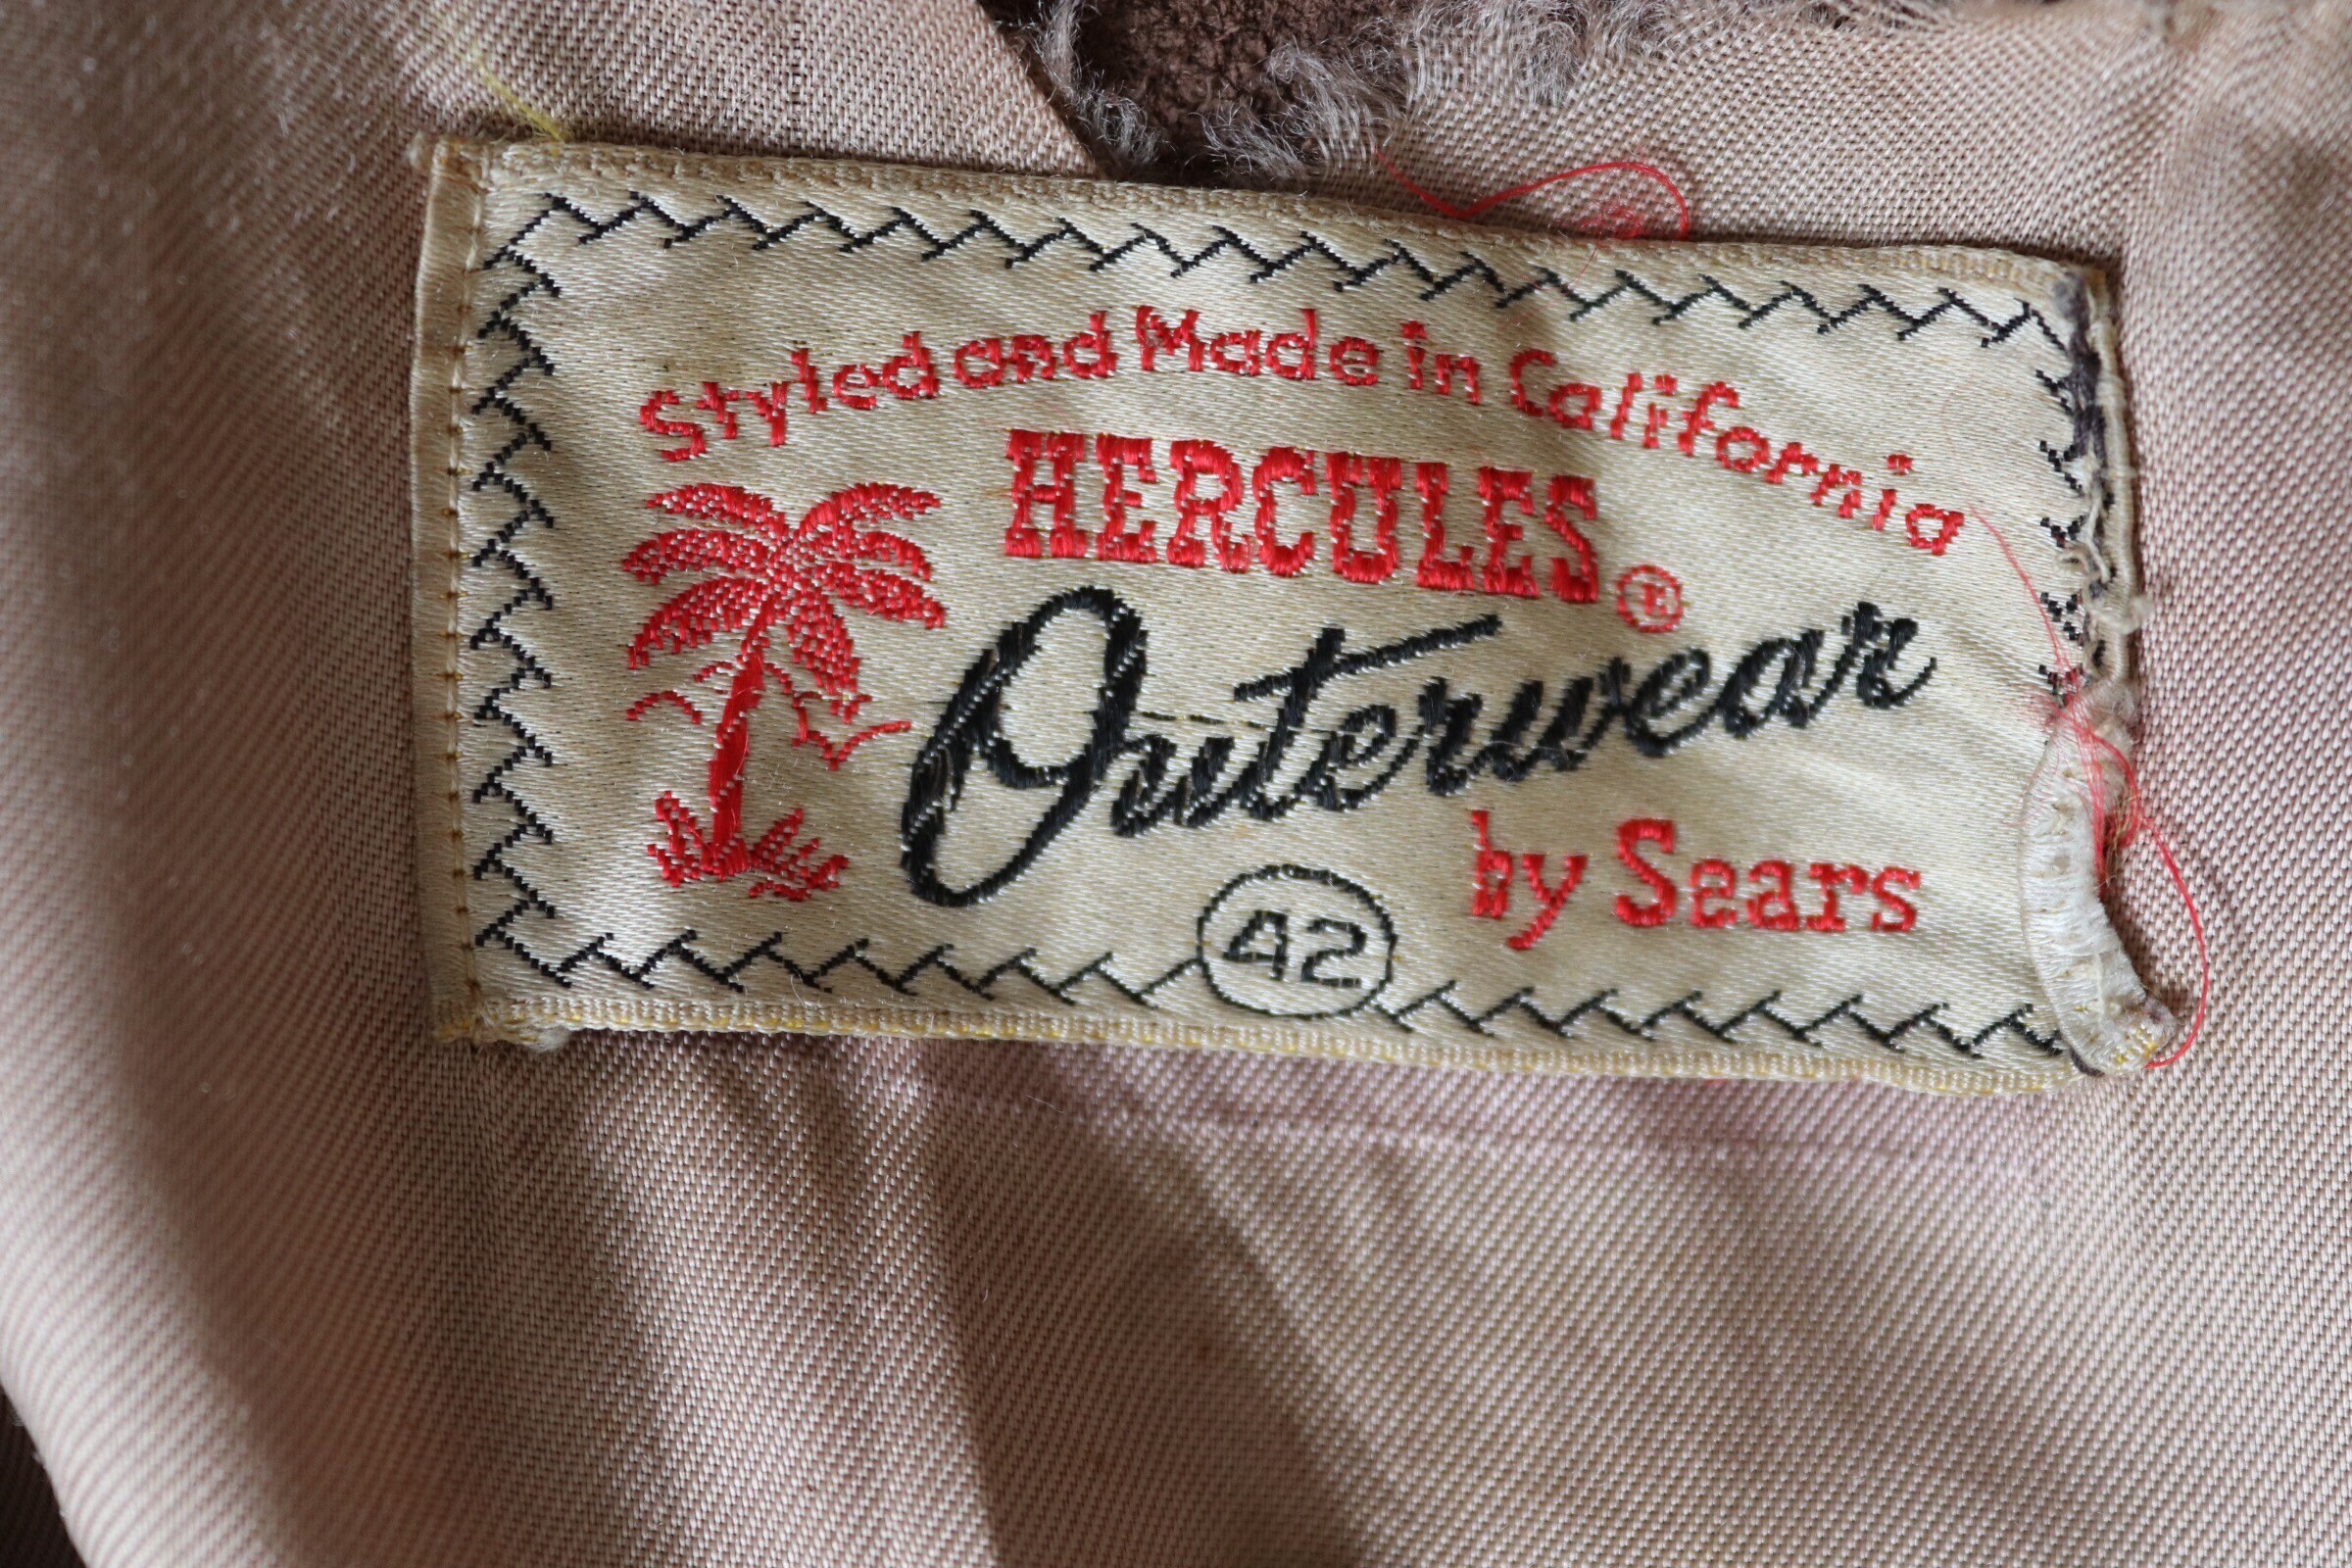 Styled and Made in California
HERCULES ®
Outerwear
by Sears
42